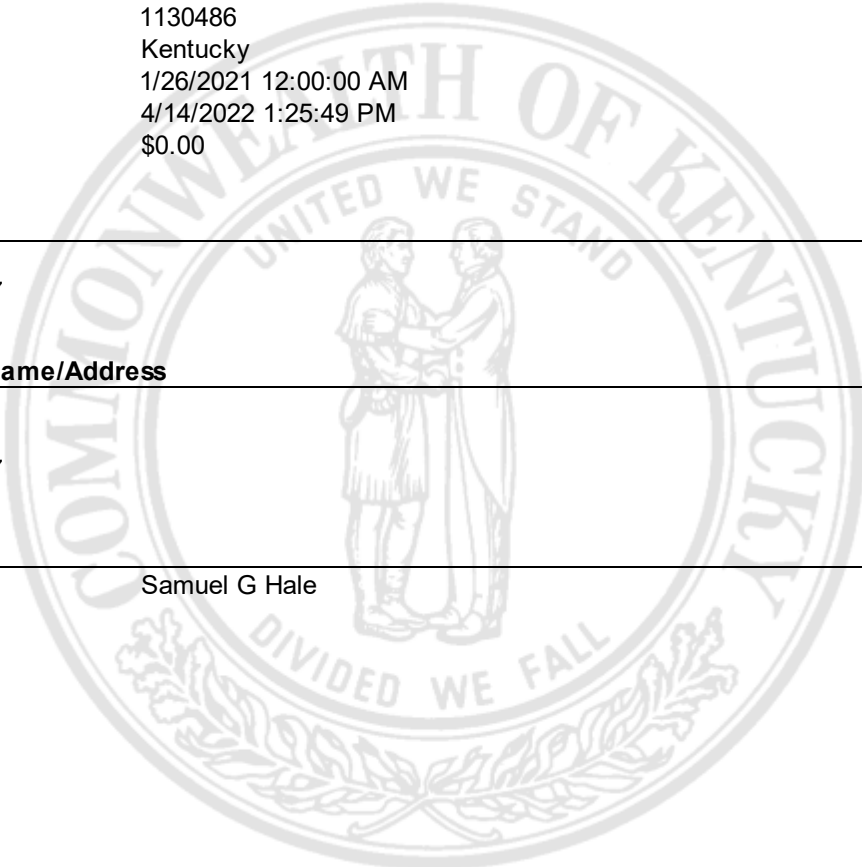 1130486
Kentucky
1/26/2021 12:00:00 AM
4/14/2022 1:25:49 PM
$0.00
COMMONWEALTH OF KENTUCKY
UNITED WE STAND
ame/Address
Samuel G Hale
DIVIDED WE FALL